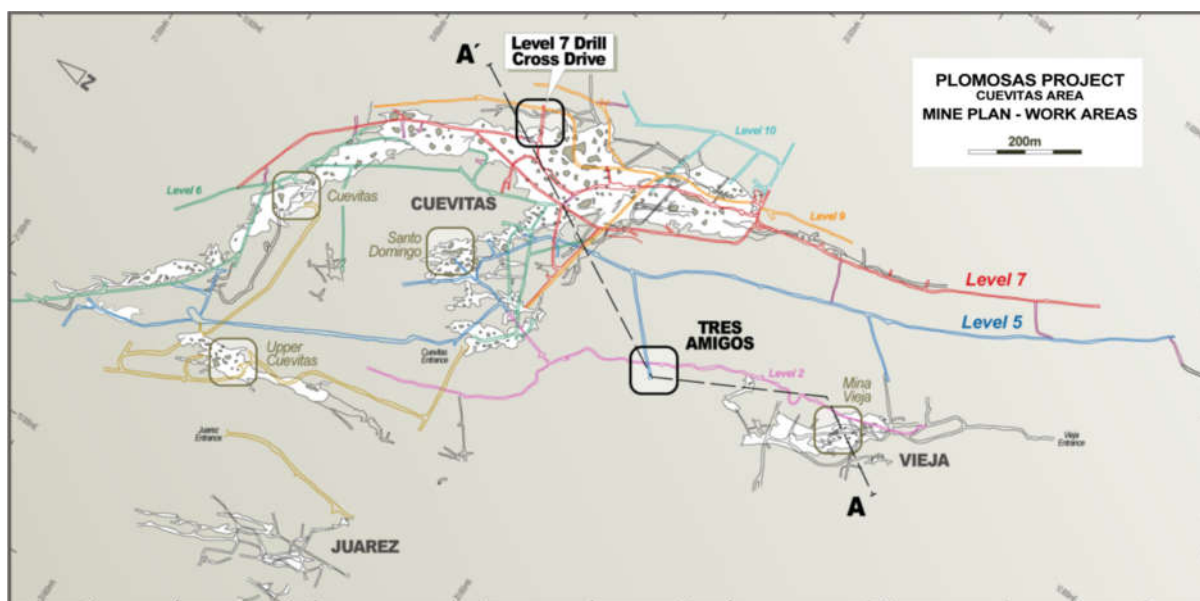 A´
Level 7 Drill
Cross Drive
PLOMOSAS PROJECT
CUEVITAS AREA
MINE PLAN - WORK AREAS
200m
N
Level 10
Level 6
Cuevitas
CUEVITAS
Level 9
Santo
Domingo
Level 7
Level 5
TRES
AMIGOS
Upper
Cuevitas
Cuevitas
Entrance
Level 2
Mina
Vieja
Juarez
Entrance
Vieja
Entrance
VIEJA
A
JUAREZ